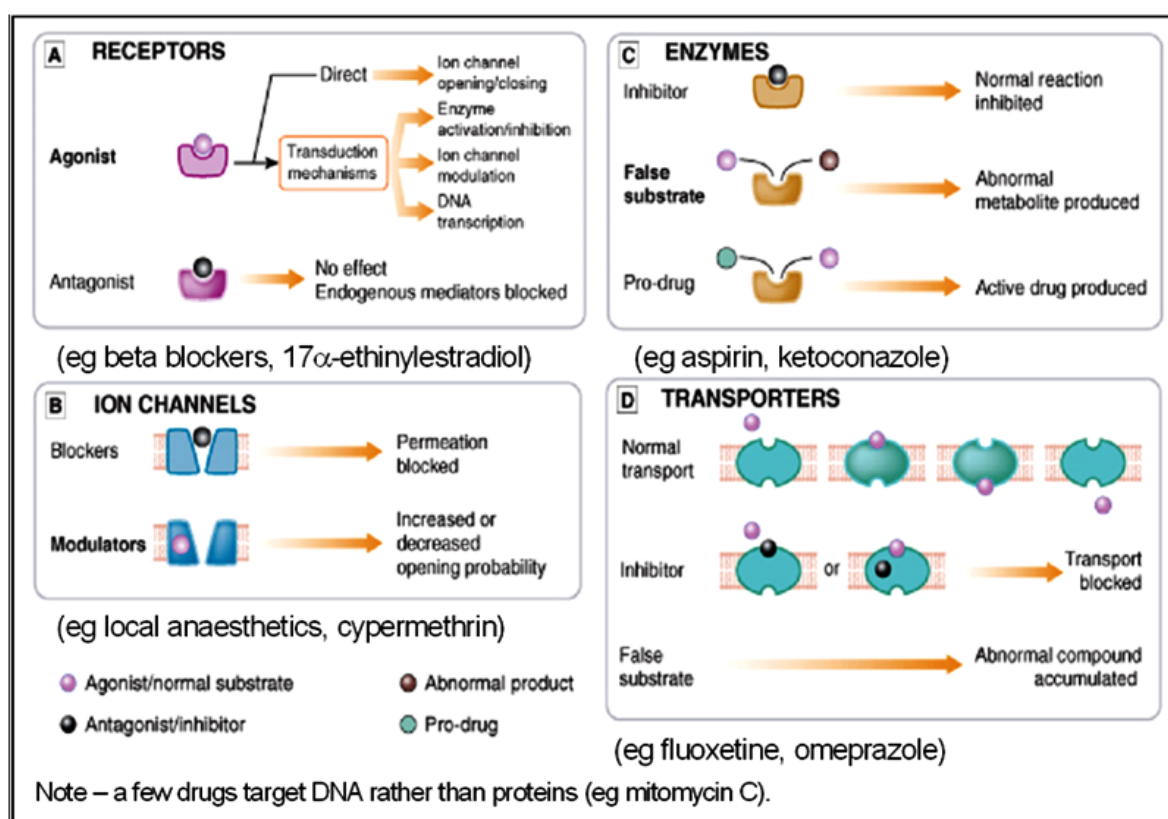 A RECEPTORS
Direct
Ion channel
opening/closing
Agonist
Transduction
mechanisms
Enzyme
activation/inhibition
Ion channel
modulation
DNA
transcription
Antagonist
No effect
Endogenous mediators blocked
(eg beta blockers, 17α-ethinylestradiol)
B ION CHANNELS
Blockers
Permeation
blocked
Modulators
Increased or
decreased
opening probability
(eg local anaesthetics, cypermethrin)
Agonist/normal substrate
Abnormal product
Antagonist/inhibitor
Pro-drug
C ENZYMES
Inhibitor
Normal reaction
inhibited
False
substrate
Abnormal
metabolite produced
Pro-drug
Active drug produced
(eg aspirin, ketoconazole)
D TRANSPORTERS
Normal
transport
Inhibitor
or
Transport
blocked
False
substrate
Abnormal compound
accumulated
(eg fluoxetine, omeprazole)
Note – a few drugs target DNA rather than proteins (eg mitomycin C).